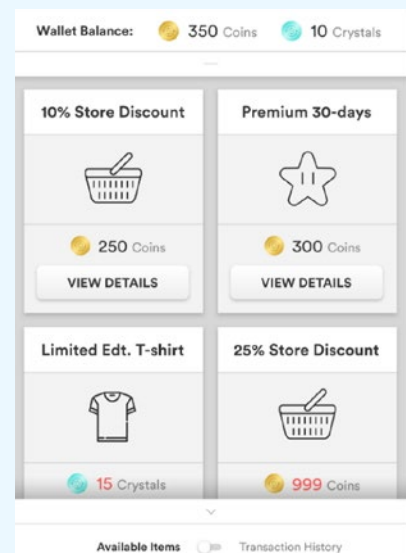 Wallet Balance: 350 Coins 10 Crystals
10% Store Discount
250 Coins
VIEW DETAILS
Premium 30-days
300 Coins
VIEW DETAILS
Limited Edt. T-shirt
15 Crystals
25% Store Discount
999 Coins
Available Items Transaction History